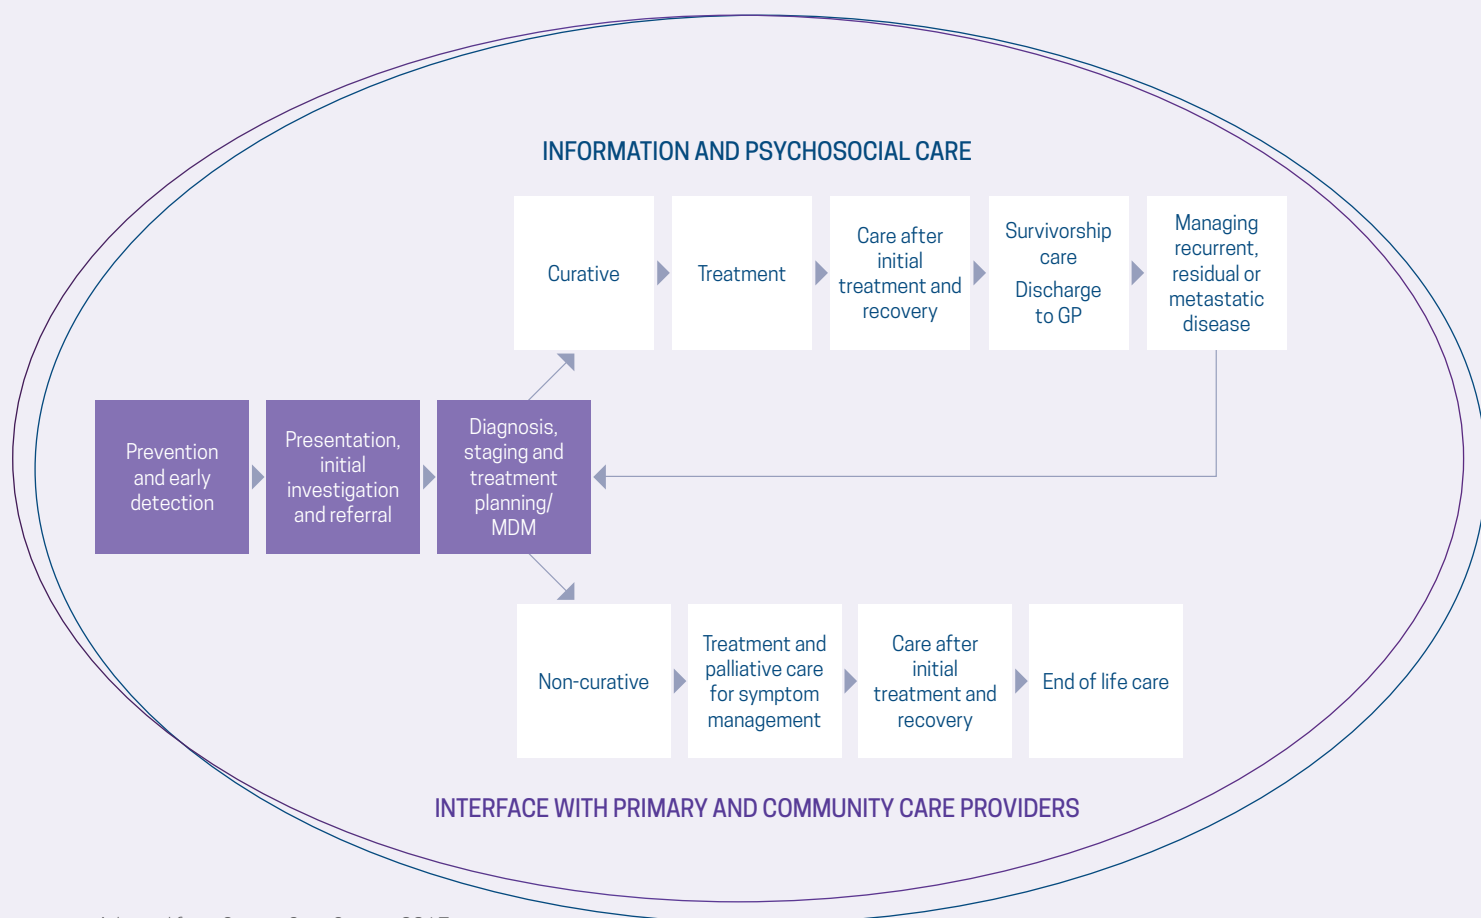 INFORMATION AND PSYCHOSOCIAL CARE
Curative
Treatment
Care after
initial
treatment and
recovery
Survivorship
care
Discharge
to GP
Managing
recurrent,
residual or
metastatic
disease
Prevention
and early
detection
Presentation,
initial
investigation
and referral
Diagnosis,
staging and
treatment
planning/
MDM
Non-curative
Treatment and
palliative care
for symptom
management
Care after
initial
treatment and
recovery
End of life care
INTERFACE WITH PRIMARY AND COMMUNITY CARE PROVIDERS